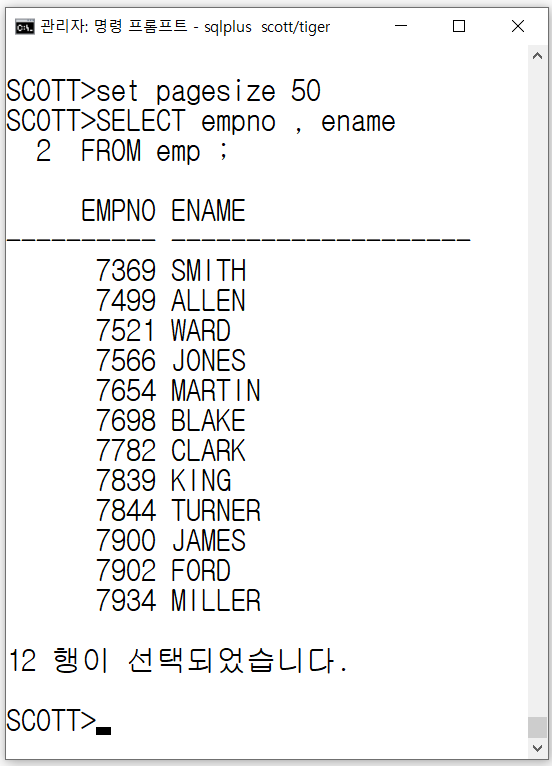 관리자: 명령 프롬프트 - sqlplus  scott/tiger
SCOTT>set pagesize 50
SCOTT>SELECT empno , ename
  2  FROM emp ;
     EMPNO ENAME
---------- --------------------
      7369 SMITH
      7499 ALLEN
      7521 WARD
      7566 JONES
      7654 MARTIN
      7698 BLAKE
      7782 CLARK
      7839 KING
      7844 TURNER
      7900 JAMES
      7902 FORD
      7934 MILLER
12 행이 선택되었습니다.
SCOTT>